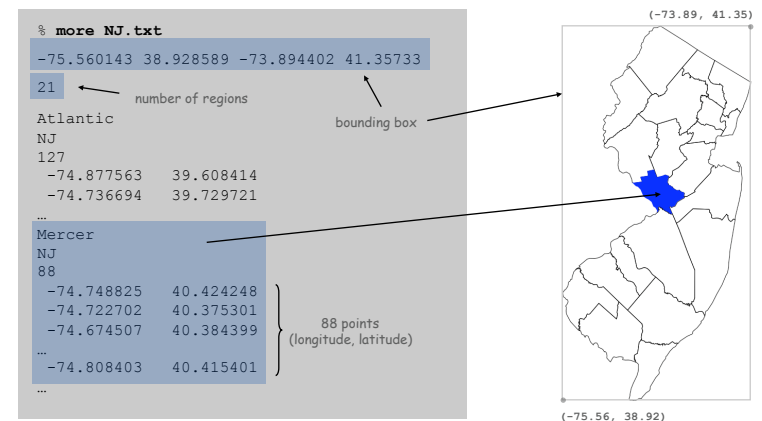 % more NJ.txt
-75.560143 38.928589 -73.894402 41.35733
21
number of regions
bounding box
Atlantic
NJ
127
-74.877563 39.608414
-74.736694 39.729721
…
Mercer
NJ
88
-74.748825 40.424248
-74.722702 40.375301
-74.674507 40.384399
…
-74.808403 40.415401
…
88 points
(longitude, latitude)
(-73.89, 41.35)
(-75.56, 38.92)